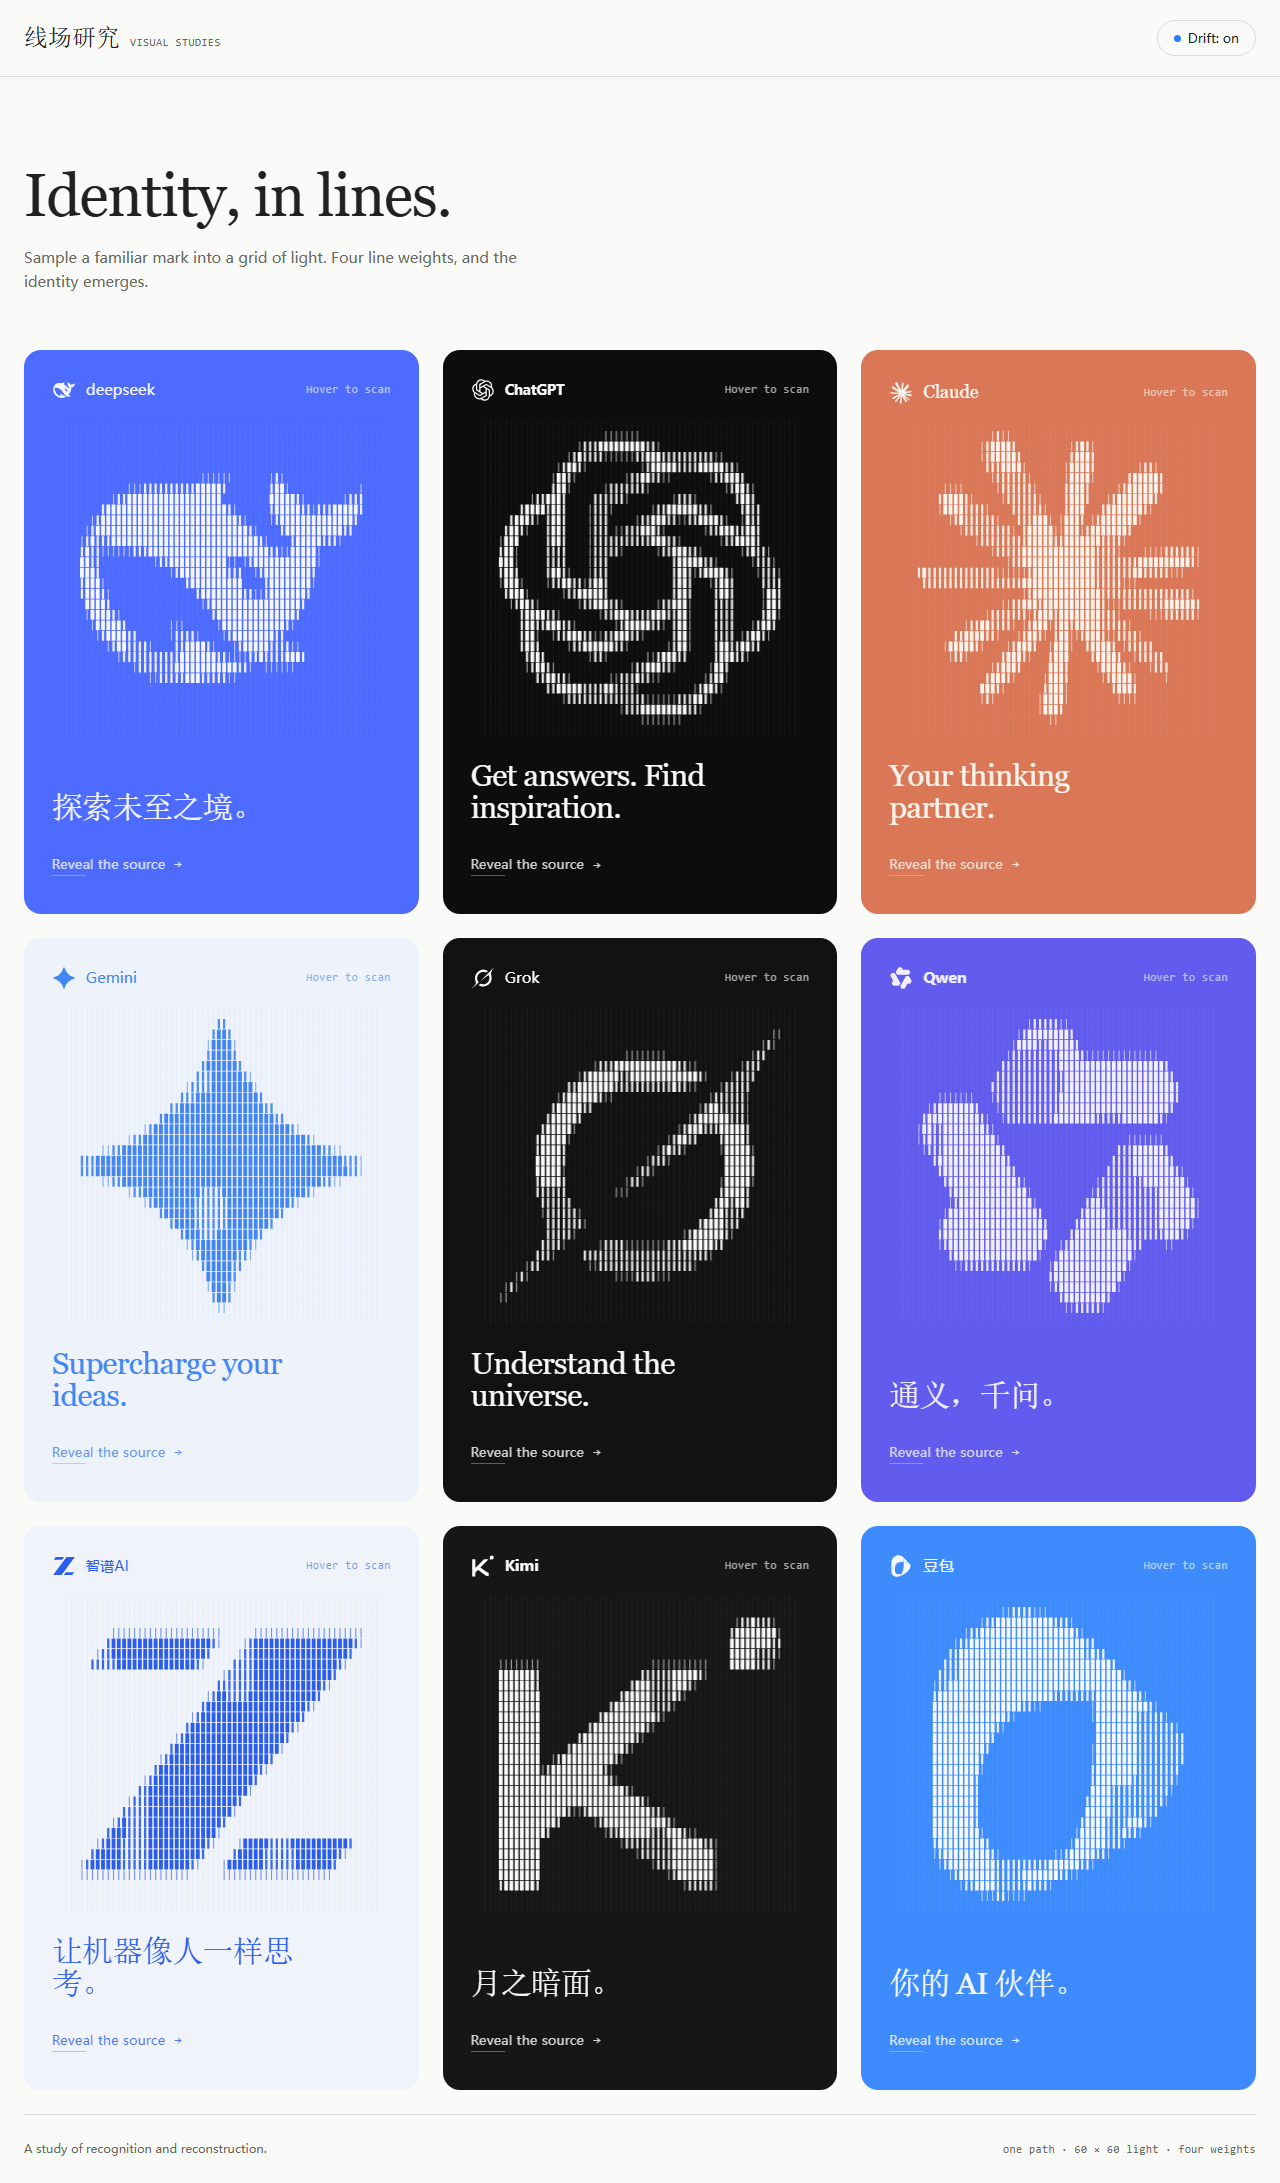 线场研究 VISUAL STUDIES
Drift: on
Identity, in lines.
Sample a familiar mark into a grid of light. Four line weights, and the
identity emerges.
deepseek
Hover to scan
探索未至之境。
Reveal the source →
ChatGPT
Hover to scan
Get answers. Find
inspiration.
Reveal the source →
Claude
Hover to scan
Your thinking
partner.
Reveal the source →
Gemini
Hover to scan
Supercharge your
ideas.
Reveal the source →
Grok
Hover to scan
Understand the
universe.
Reveal the source →
Qwen
Hover to scan
通义，千问。
Reveal the source →
智谱AI
Hover to scan
让机器像人一样思
考。
Reveal the source →
Kimi
Hover to scan
月之暗面。
Reveal the source →
豆包
Hover to scan
你的 AI 伙伴。
Reveal the source →
A study of recognition and reconstruction.
one path · 60 × 60 light · four weights